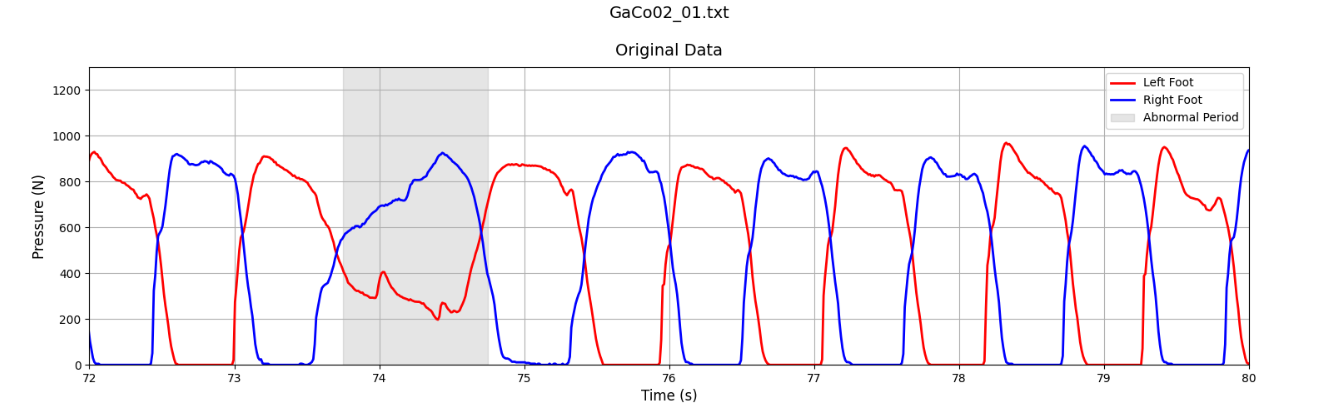 GaCo02_01.txt
Original Data
Pressure (N)
1200
1000
800
600
400
200
0
Left Foot
Right Foot
Abnormal Period
72 73 74 75 76 77 78 79 80
Time (s)